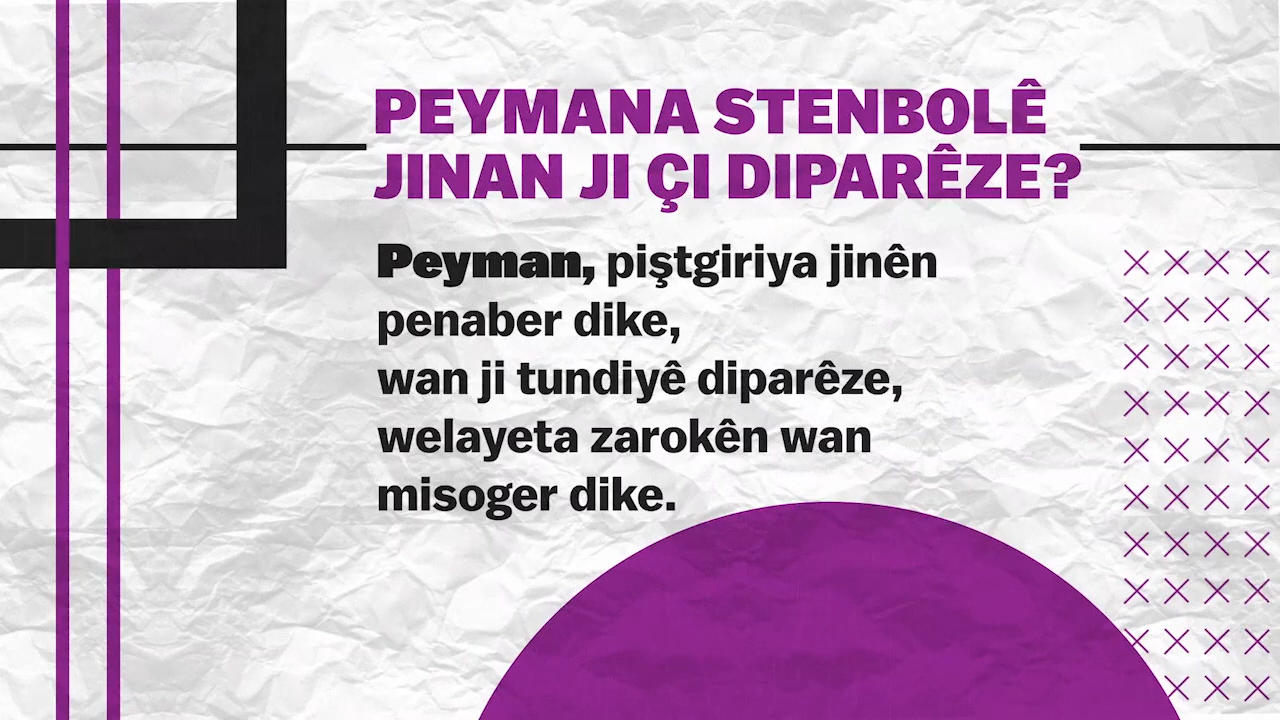 PEYMANA STENBOLÊ
JINAN JI ÇI DIPARÊZE?
Peyman, piştgiriya jinên
penaber dike,
wan ji tundiyê diparêze,
welayeta zarokên wan
misoger dike.